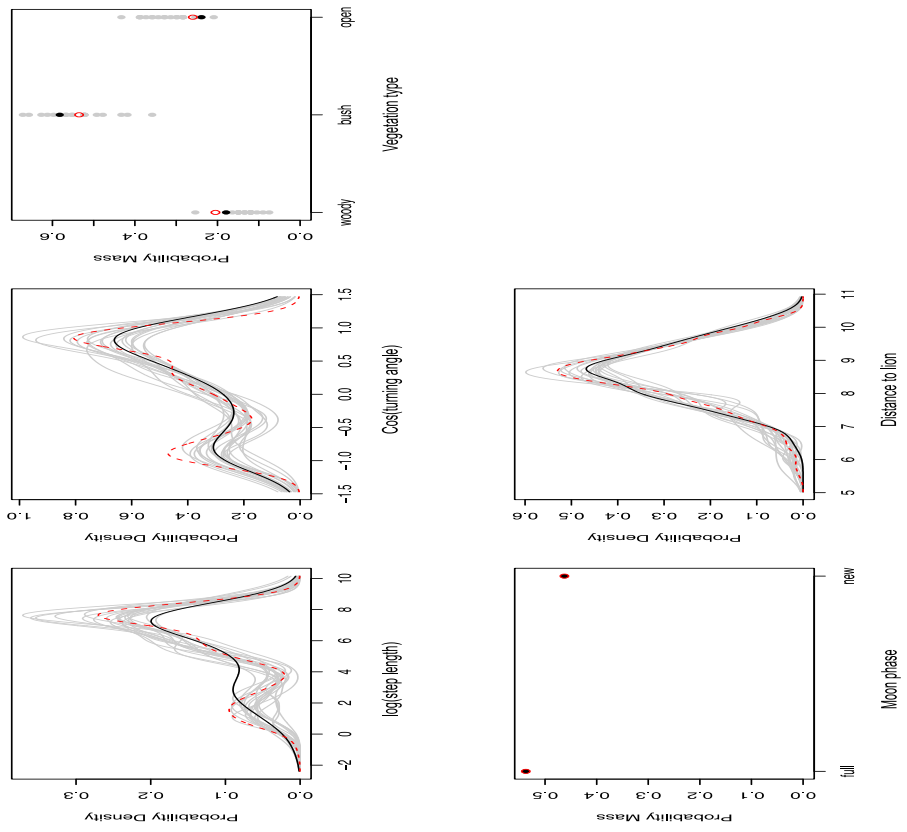 Probability Density
0.3
0.2
0.1
0.0
−2 0 2 4 6 8 10
log(step length)
Probability Density
1.0
0.8
0.6
0.4
0.2
0.0
−1.5 −1.0 −0.5 0.0 0.5 1.0 1.5
Cos(turning angle)
Probability Mass
0.6
0.4
0.2
0.0
woody bush open
Vegetation type
Probability Mass
0.5
0.4
0.3
0.2
0.1
0.0
full new
Moon phase
Probability Density
0.6
0.5
0.4
0.3
0.2
0.1
0.0
5 6 7 8 9 10 11
Distance to lion